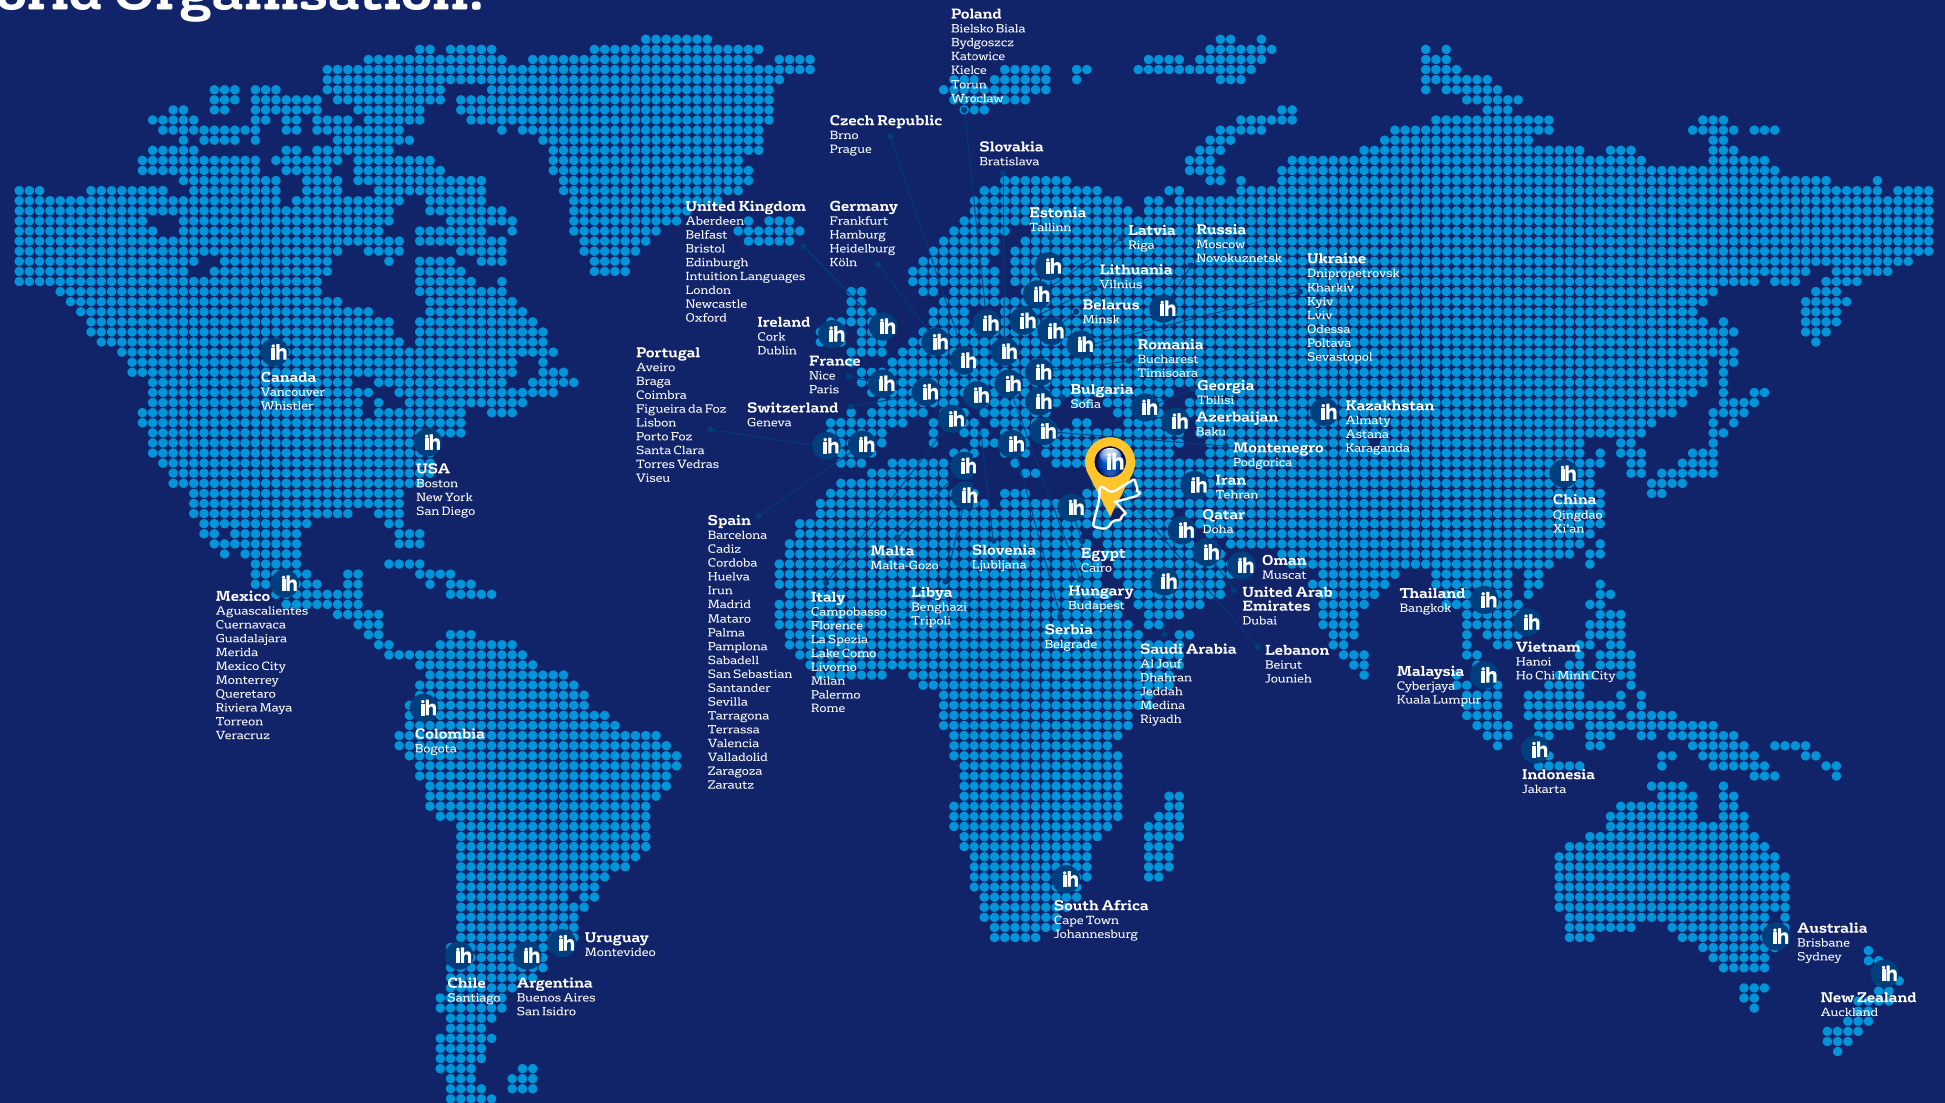 Organisation.
Poland
Bielsko Biala
Bydgoszcz
Katowice
Kielce
Torun
Wroclaw
Czech Republic
Brno
Prague
Slovakia
Bratislava
United Kingdom
Aberdeen
Belfast
Bristol
Edinburgh
Intuition Languages
London
Newcastle
Oxford
Germany
Frankfurt
Hamburg
Heidelburg
Köln
Estonia
Tallinn
Latvia
Riga
Russia
Moscow
Novokuznetsk
Lithuania
Vilnius
Ukraine
Dnipropetrovsk
Kharkiv
Kyiv
Lviv
Odessa
Poltava
Sevastopol
Belarus
Minsk
Ireland
Cork
Dublin
France
Nice
Paris
Romania
Bucharest
Timisoara
Portugal
Aveiro
Braga
Coimbra
Figueira da Foz
Lisbon
Porto Foz
Santa Clara
Torres Vedras
Viseu
Switzerland
Geneva
Bulgaria
Sofia
Georgia
Tbilisi
Azerbaijan
Baku
Kazakhstan
Almaty
Astana
Karaganda
Montenegro
Podgorica
Canada
Vancouver
Whistler
USA
Boston
New York
San Diego
Iran
Tehran
Qatar
Doha
China
Qingdao
Xi'an
Spain
Barcelona
Cadiz
Cordoba
Huelva
Irun
Madrid
Mataro
Palma
Pamplona
Sabadell
San Sebastian
Santander
Sevilla
Tarragona
Terrassa
Valencia
Valladolid
Zaragoza
Zarautz
Malta
Malta-Gozo
Slovenia
Ljubljana
Egypt
Cairo
Oman
Muscat
United Arab
Emirates
Dubai
Mexico
Aguascalientes
Cuernavaca
Guadalajara
Merida
Mexico City
Monterrey
Queretaro
Riviera Maya
Torreon
Veracruz
Italy
Campobasso
Florence
La Spezia
Lake Como
Livorno
Milan
Palermo
Rome
Libya
Benghazi
Tripoli
Hungary
Budapest
Serbia
Belgrade
Saudi Arabia
Al Jouf
Dhahran
Jeddah
Medina
Riyadh
Lebanon
Beirut
Jounieh
Thailand
Bangkok
Vietnam
Hanoi
Ho Chi Minh City
Malaysia
Cyberjaya
Kuala Lumpur
Indonesia
Jakarta
Colombia
Bogota
South Africa
Cape Town
Johannesburg
Uruguay
Montevideo
Chile
Santiago
Argentina
Buenos Aires
San Isidro
Australia
Brisbane
Sydney
New Zealand
Auckland